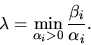 λ = min_{α_i>0} β_i/α_i.